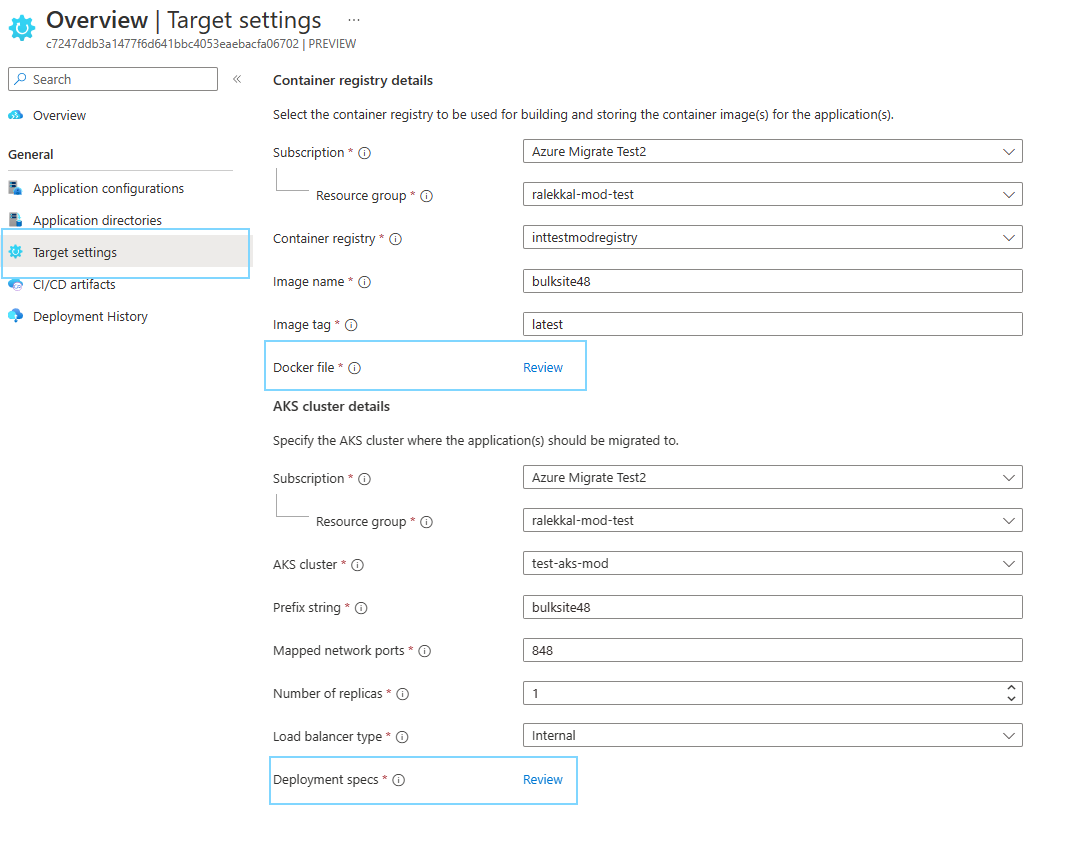 Overview | Target settings ...
c7247ddb3a1477f6d641bbc4053eaebacfa06702 | PREVIEW
Search «
Overview
General
Application configurations
Application directories
Target settings
CI/CD artifacts
Deployment History
Container registry details
Select the container registry to be used for building and storing the container image(s) for the application(s).
Subscription * Azure Migrate Test2
Resource group * ralekkal-mod-test
Container registry * inttestmodregistry
Image name * bulksite48
Image tag * latest
Docker file * Review
AKS cluster details
Specify the AKS cluster where the application(s) should be migrated to.
Subscription * Azure Migrate Test2
Resource group * ralekkal-mod-test
AKS cluster * test-aks-mod
Prefix string * bulksite48
Mapped network ports * 848
Number of replicas * 1
Load balancer type * Internal
Deployment specs * Review